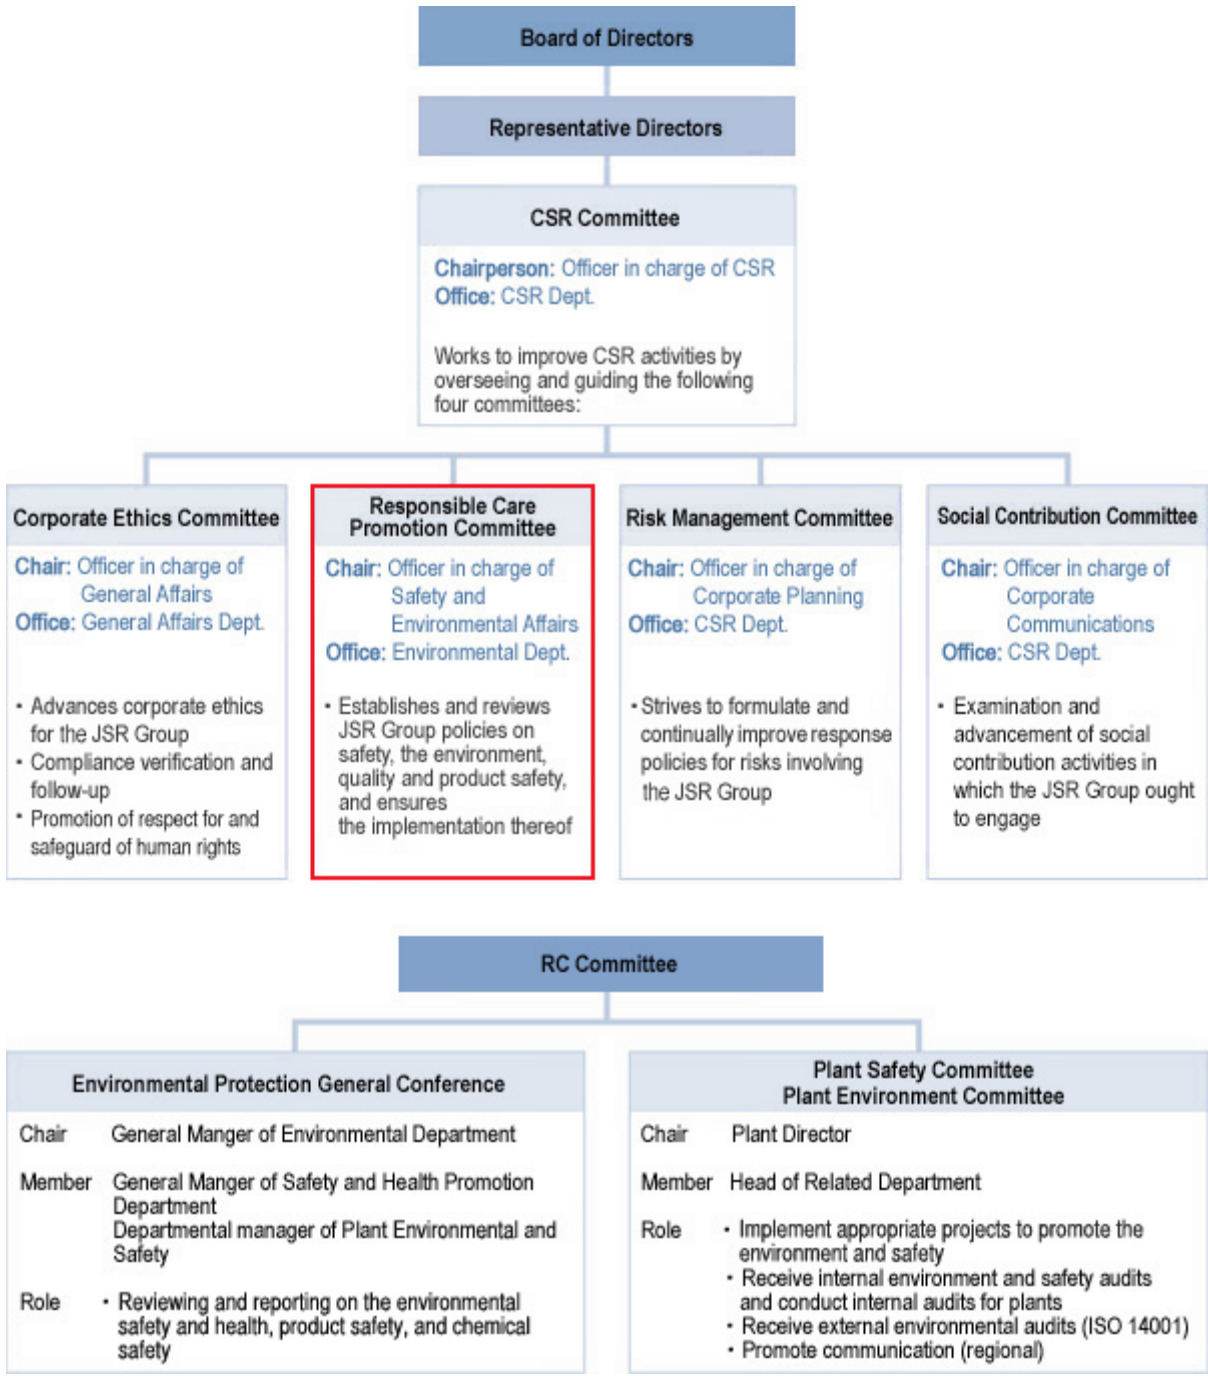 Board of Directors
Representative Directors
CSR Committee
Chairperson: Officer in charge of CSR
Office: CSR Dept.
Works to improve CSR activities by
overseeing and guiding the following
four committees:
Corporate Ethics Committee
Chair: Officer in charge of
General Affairs
Office: General Affairs Dept.
・Advances corporate ethics
for the JSR Group
・Compliance verification and
follow-up
・Promotion of respect for and
safeguard of human rights
Responsible Care
Promotion Committee
Chair: Officer in charge of
Safety and
Environmental Affairs
Office: Environmental Dept.
・Establishes and reviews
JSR Group policies on
safety, the environment,
quality and product safety,
and ensures
the implementation thereof
Risk Management Committee
Chair: Officer in charge of
Corporate Planning
Office: CSR Dept.
・Strives to formulate and
continually improve response
policies for risks involving
the JSR Group
Social Contribution Committee
Chair: Officer in charge of
Corporate
Communications
Office: CSR Dept.
・Examination and
advancement of social
contribution activities in
which the JSR Group ought
to engage
RC Committee
Environmental Protection General Conference
Chair General Manger of Environmental Department
Member General Manger of Safety and Health Promotion
Department
Departmental manager of Plant Environmental and
Safety
Role ・Reviewing and reporting on the environmental
safety and health, product safety, and chemical
safety
Plant Safety Committee
Plant Environment Committee
Chair Plant Director
Member Head of Related Department
Role ・Implement appropriate projects to promote the
environment and safety
・Receive internal environment and safety audits
and conduct internal audits for plants
・Receive external environmental audits (ISO 14001)
・Promote communication (regional)